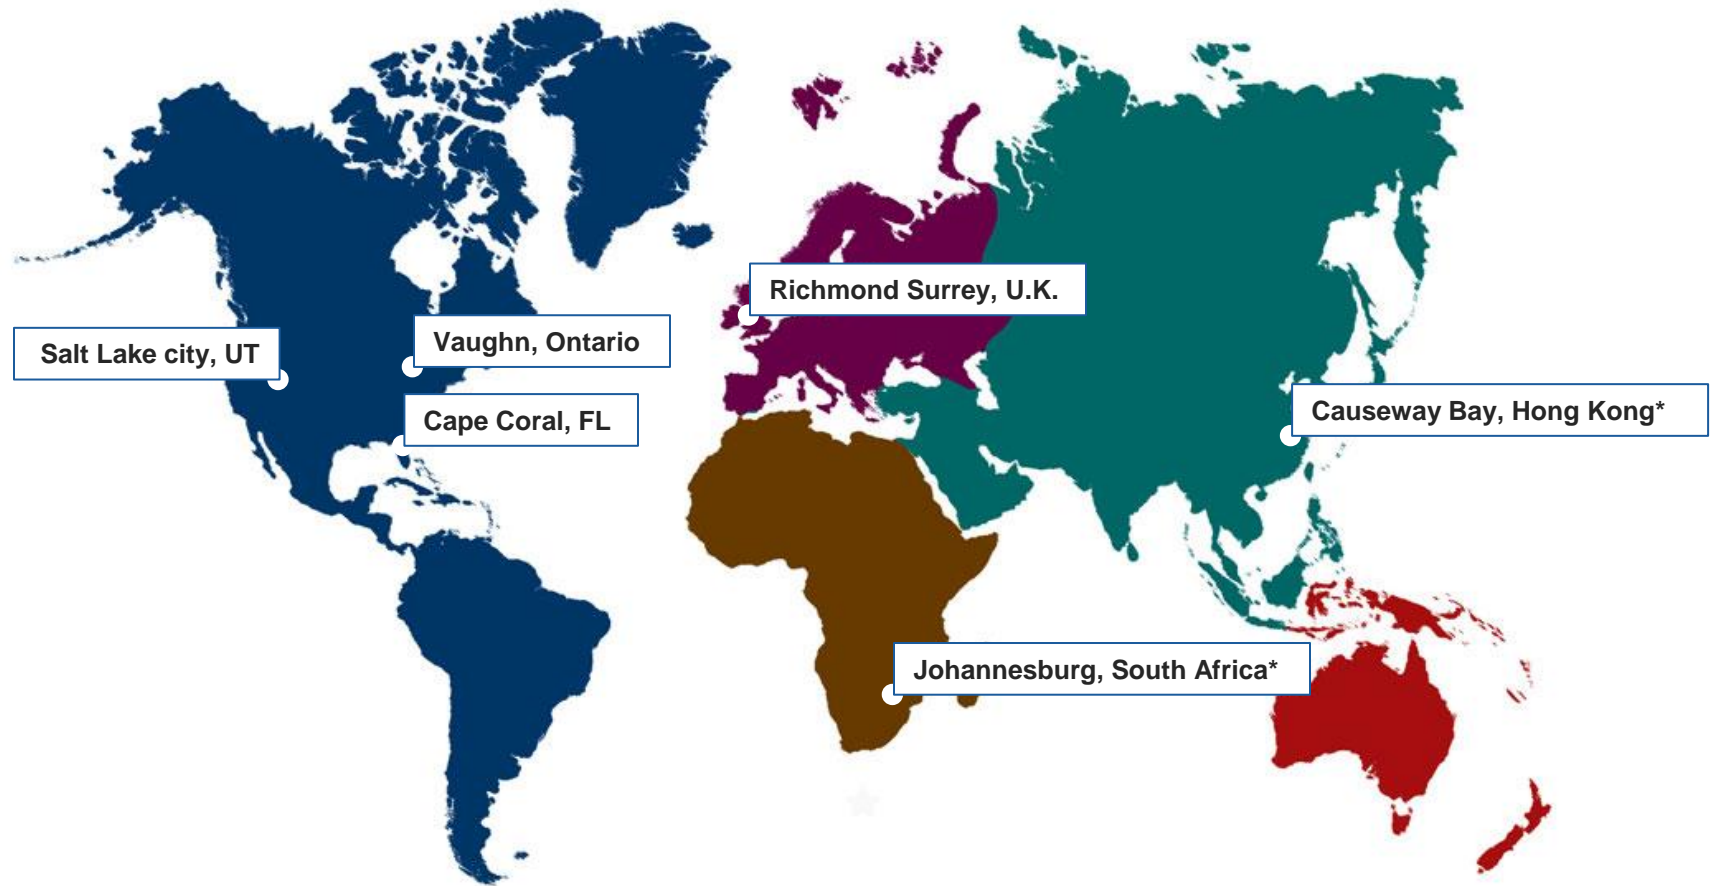 Richmond Surrey, U.K.
Salt Lake city, UT
Vaughn, Ontario
Cape Coral, FL
Causeway Bay, Hong Kong*
Johannesburg, South Africa*